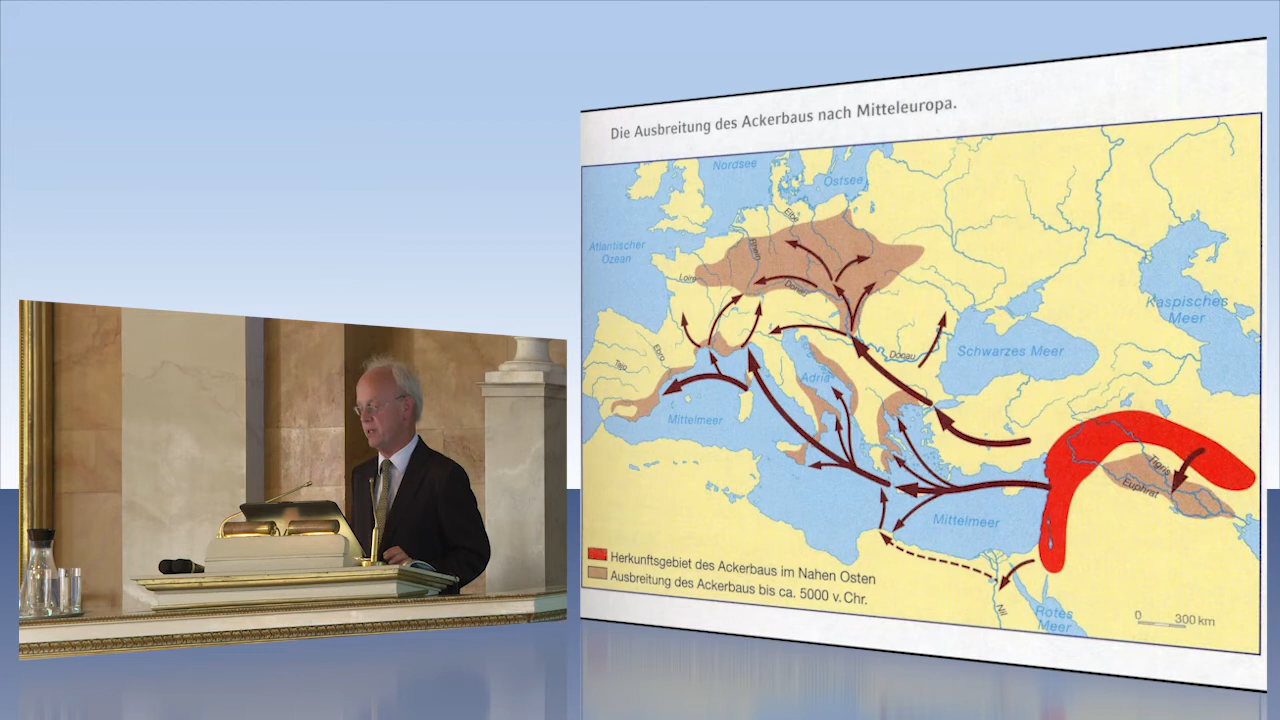 Die Ausbreitung des Ackerbaus nach Mitteleuropa.
Nordsee
Ostsee
Elbe
Atlantischer
Ozean
Rhein
Loire
Donau
Kaspisches
Meer
Ebro
Tajo
Donau
Schwarzes Meer
Adria
Mittelmeer
Tigris
Euphrat
Mittelmeer
Herkunftsgebiet des Ackerbaus im Nahen Osten
Ausbreitung des Ackerbaus bis ca. 5000 v. Chr.
Nil
Rotes
Meer
0 300 km